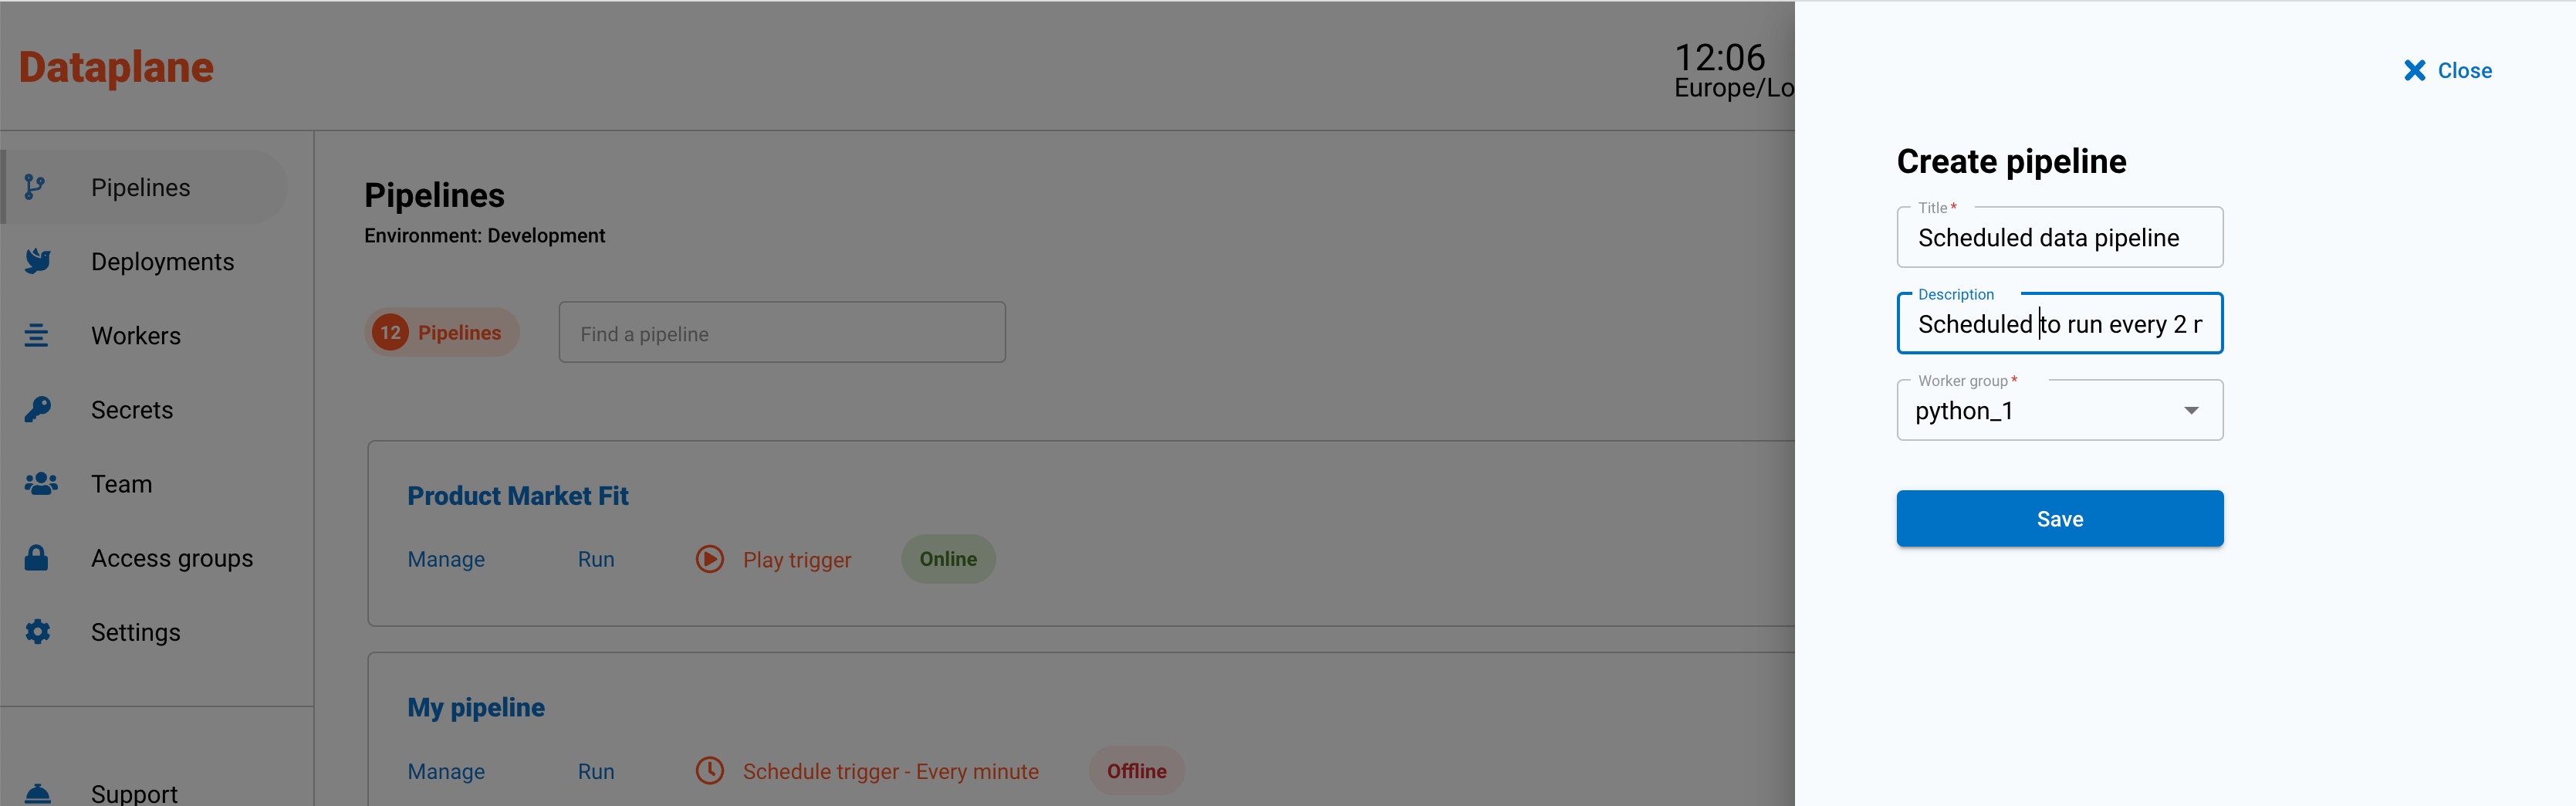 Dataplane
12:06
Europe/Lo
Pipelines
Deployments
Workers
Secrets
Team
Access groups
Settings
Support
Pipelines
Environment: Development
12 Pipelines
Find a pipeline
Product Market Fit
Manage Run Play trigger Online
My pipeline
Manage Run Schedule trigger - Every minute Offline
Close
Create pipeline
Title *
Scheduled data pipeline
Description
Scheduled to run every 2
Worker group *
python_1
Save